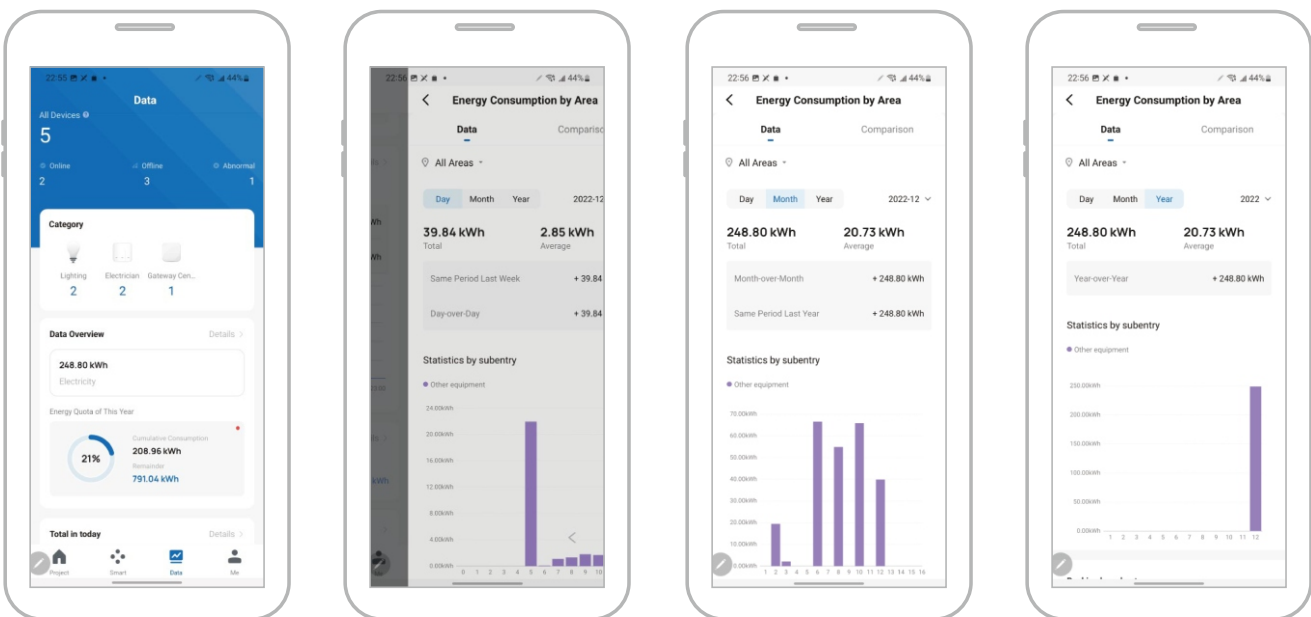 22:55
44%
Data
All Devices
5
Online
Offline
Abnormal
2
3
1
Category
Lighting
Electrician
Gateway Cen...
2
2
1
Data Overview
Details >
248.80 kWh
Electricity
Energy Quota of This Year
21%
Cumulative Consumption
208.96 kWh
Remainder
791.04 kWh
Total in today
Details >
Project
Smart
Data
Me
22:56
44%
Energy Consumption by Area
Data
Compariso
All Areas
Day
Month
Year
2022-12
39.84 kWh
2.85 kWh
Total
Average
Same Period Last Week
+ 39.84
Day-over-Day
+ 39.84
Statistics by subentry
Other equipment
24.00kWh
20.00kWh
16.00kWh
12.00kWh
8.00kWh
4.00kWh
0.00kWh
0 1 2 3 4 5 6 7 8 9 10
22:56
44%
Energy Consumption by Area
Data
Comparison
All Areas
Day
Month
Year
2022-12
248.80 kWh
20.73 kWh
Total
Average
Month-over-Month
+ 248.80 kWh
Same Period Last Year
+ 248.80 kWh
Statistics by subentry
Other equipment
70.00kWh
60.00kWh
50.00kWh
40.00kWh
30.00kWh
20.00kWh
10.00kWh
0.00kWh
1 2 3 4 5 6 7 8 9 10 11 12 13 14 15 16
22:56
44%
Energy Consumption by Area
Data
Comparison
All Areas
Day
Month
Year
2022
248.80 kWh
20.73 kWh
Total
Average
Year-over-Year
+ 248.80 kWh
Statistics by subentry
Other equipment
250.00kWh
200.00kWh
150.00kWh
100.00kWh
50.00kWh
0.00kWh
1 2 3 4 5 6 7 8 9 10 11 12